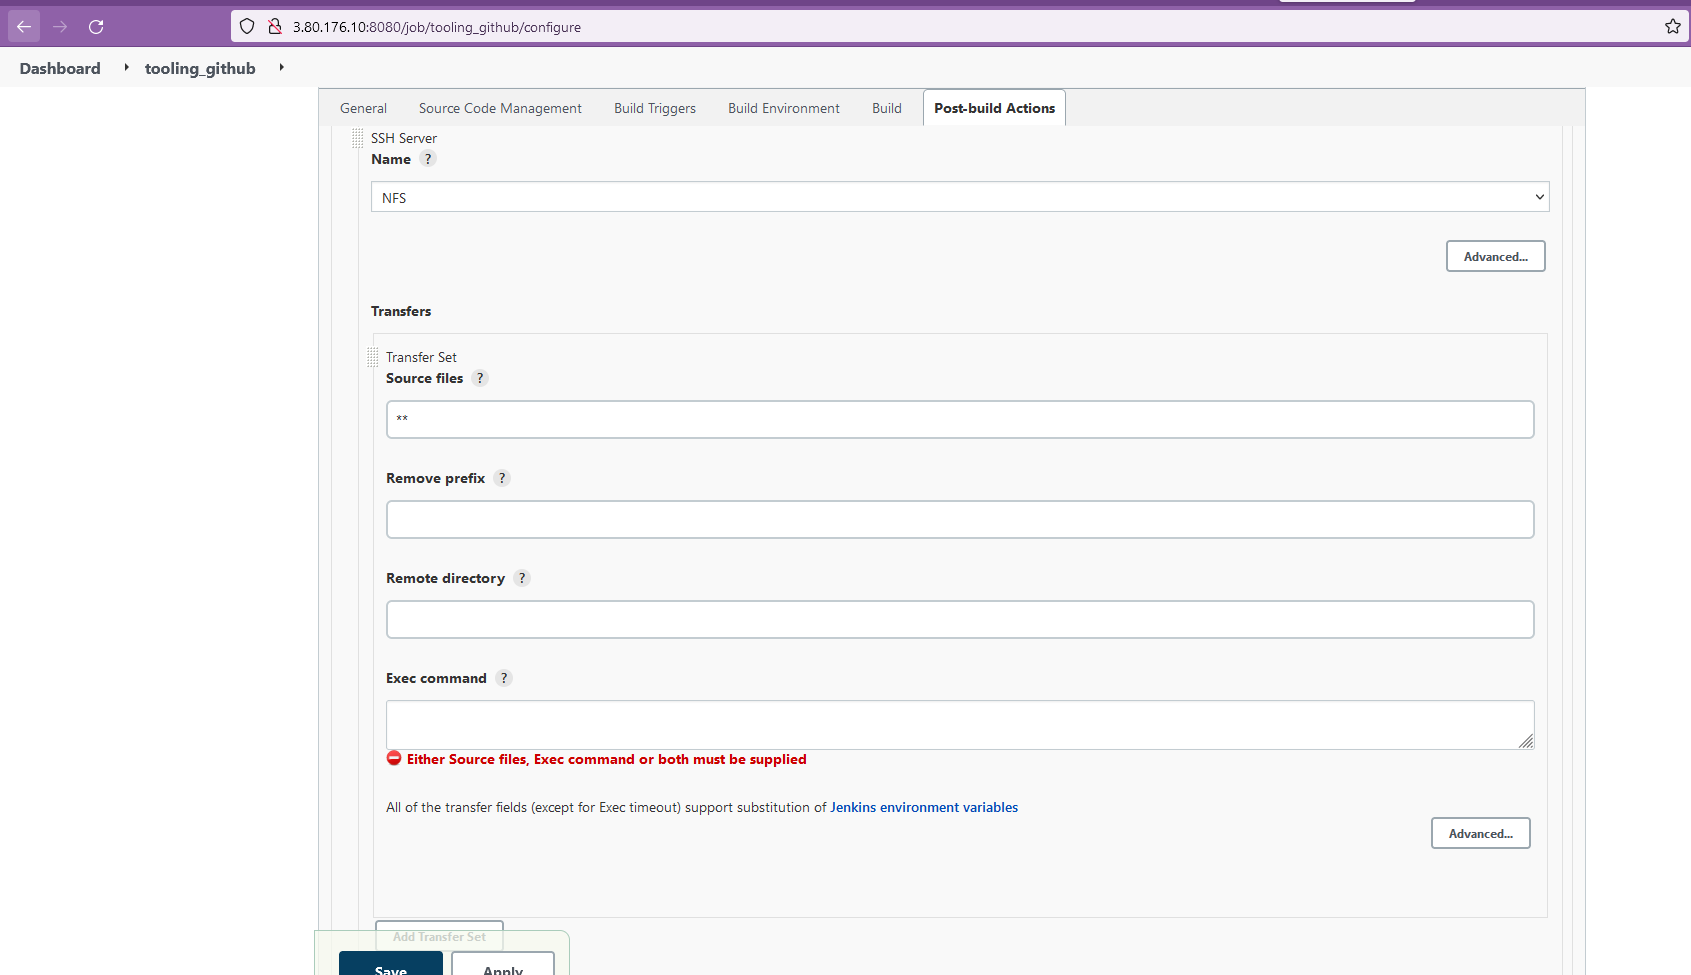 3.80.176.10:8080/job/tooling_github/configure
Dashboard tooling_github
General Source Code Management Build Triggers Build Environment Build Post-build Actions
SSH Server
Name ?
NFS
Advanced...
Transfers
Transfer Set
Source files ?
**
Remove prefix ?
Remote directory ?
Exec command ?
Either Source files, Exec command or both must be supplied
All of the transfer fields (except for Exec timeout) support substitution of Jenkins environment variables
Advanced...
Add Transfer Set
Save Apply